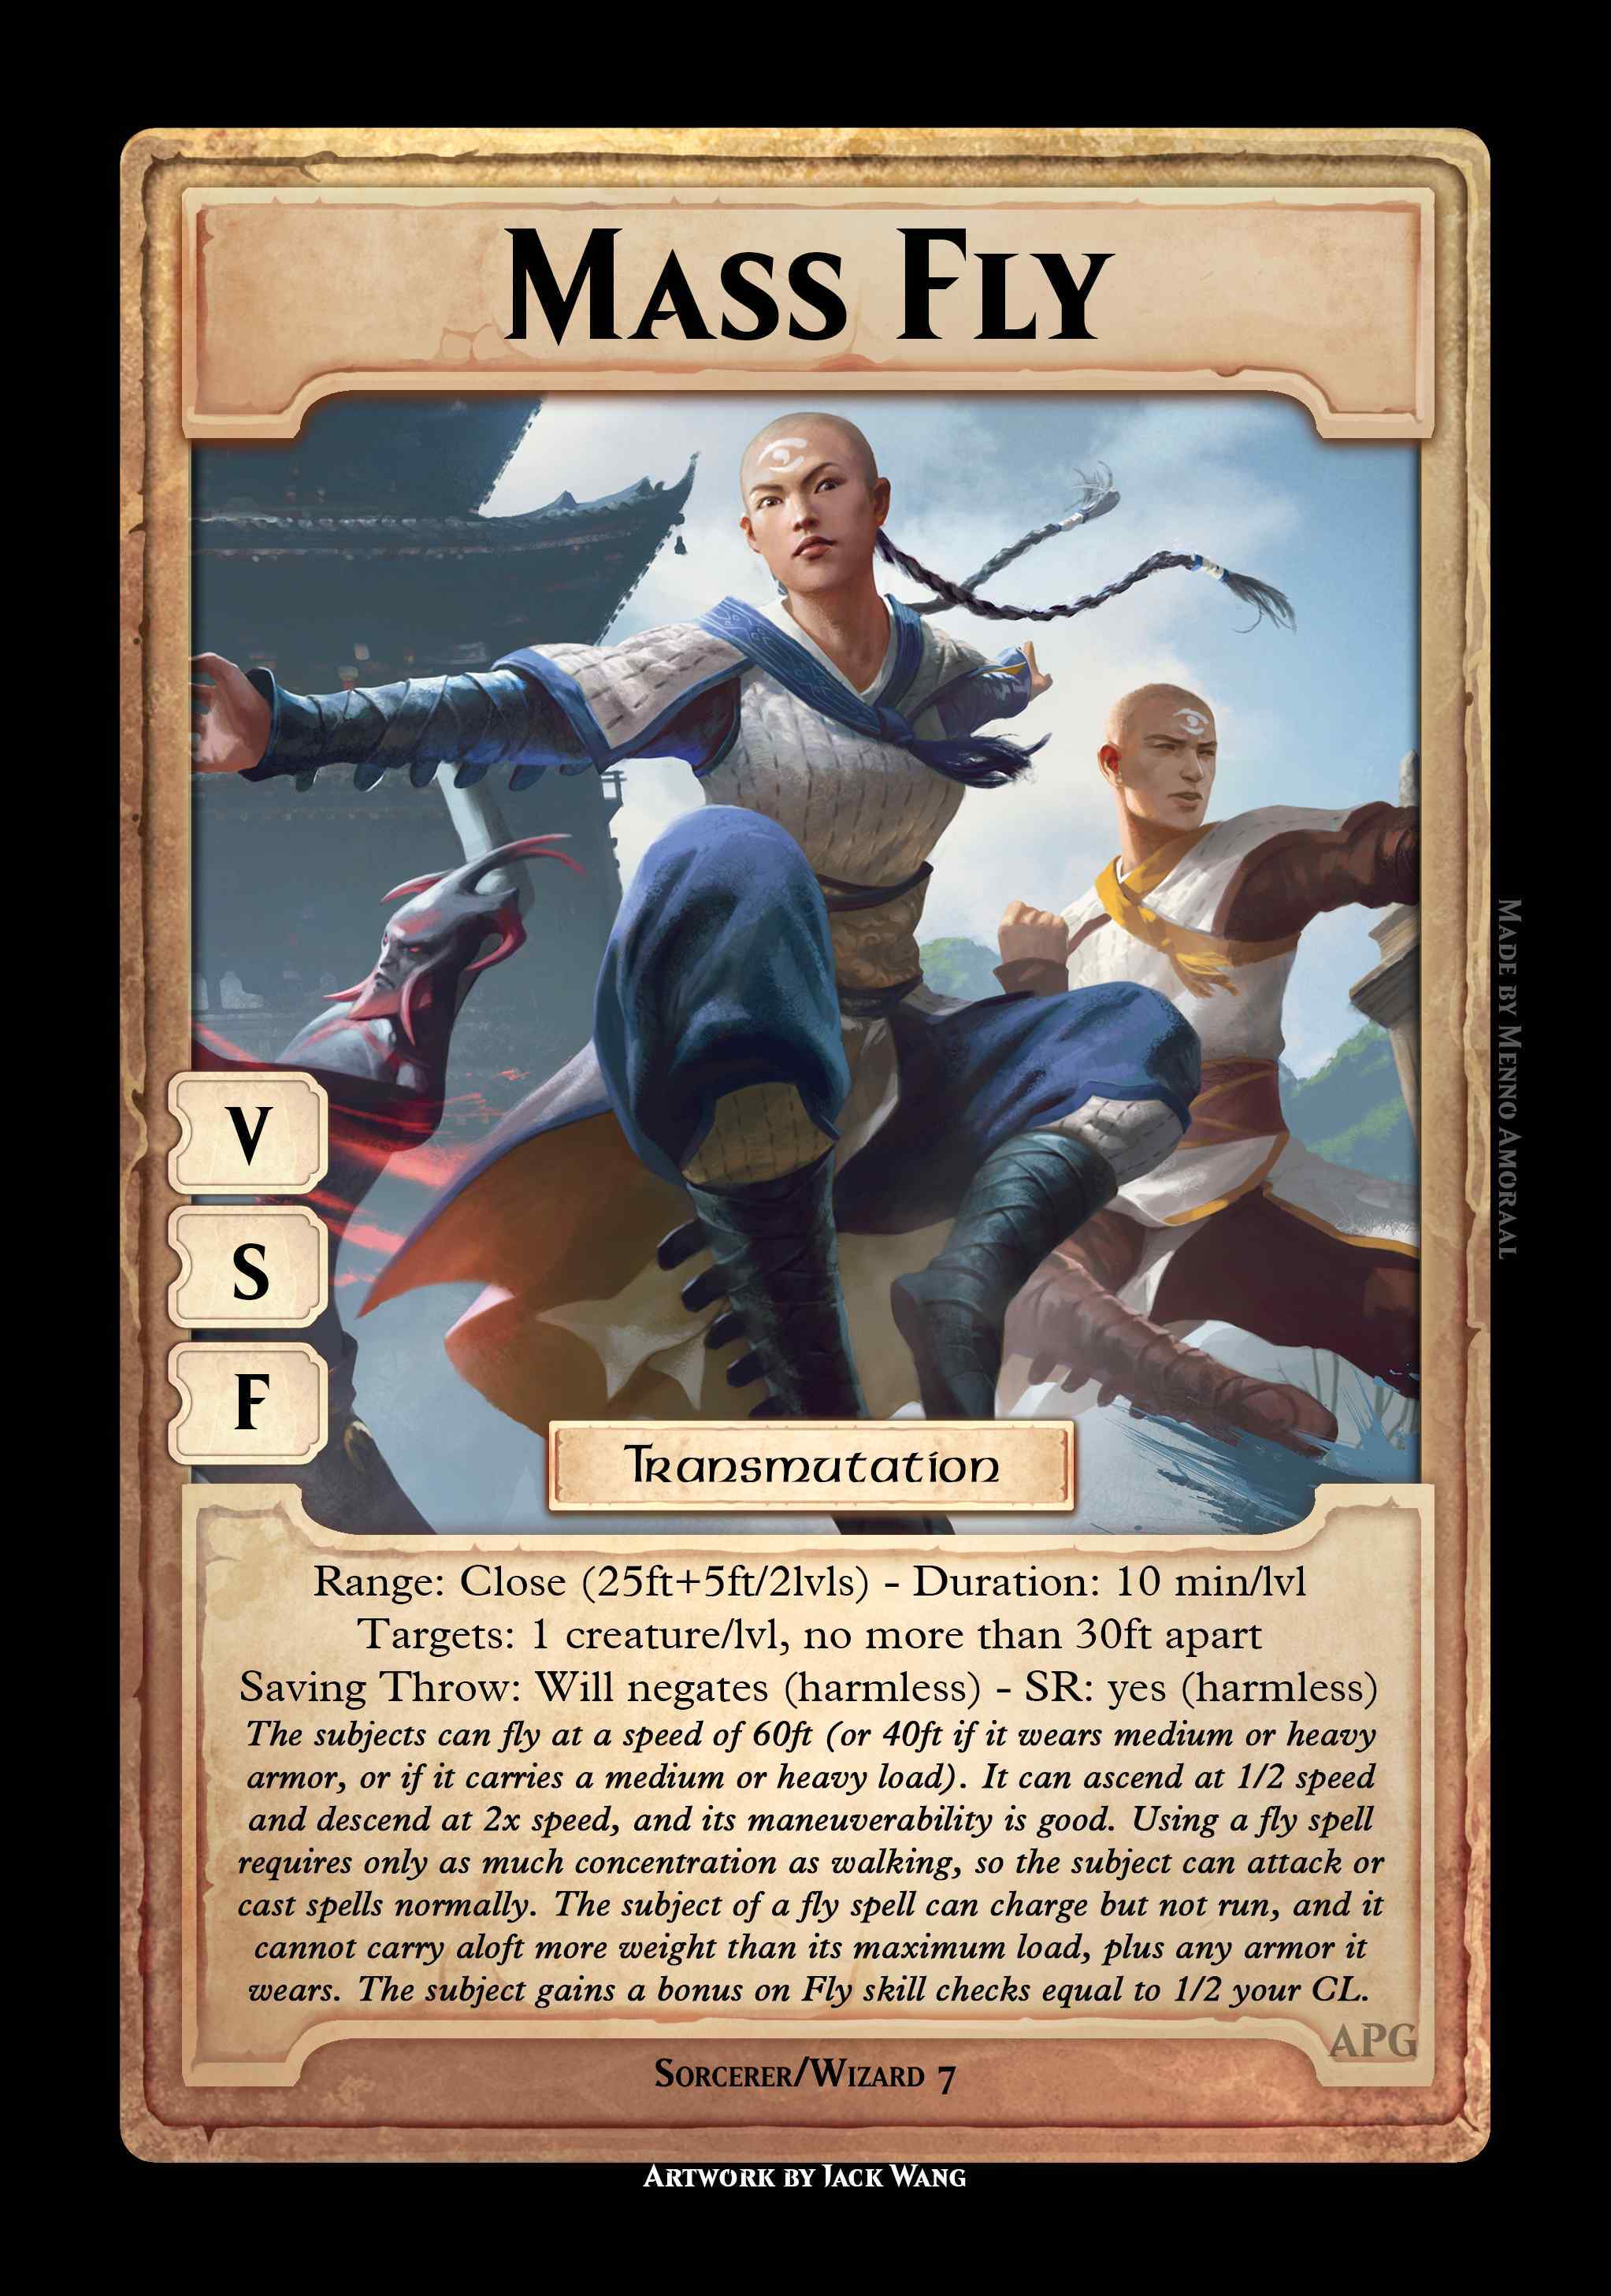 Mass Fly
V
S
F
Transmutation
Range: Close (25ft+5ft/2lvls) - Duration: 10 min/lvl
Targets: 1 creature/lvl, no more than 30ft apart
Saving Throw: Will negates (harmless) - SR: yes (harmless)
The subjects can fly at a speed of 60ft (or 40ft if it wears medium or heavy
armor, or if it carries a medium or heavy load). It can ascend at 1/2 speed
and descend at 2x speed, and its maneuverability is good. Using a fly spell
requires only as much concentration as walking, so the subject can attack or
cast spells normally. The subject of a fly spell can charge but not run, and it
cannot carry aloft more weight than its maximum load, plus any armor it
wears. The subject gains a bonus on Fly skill checks equal to 1/2 your CL.
APG
Sorcerer/Wizard 7
Artwork by Jack Wang
Made by Menno Amoraal